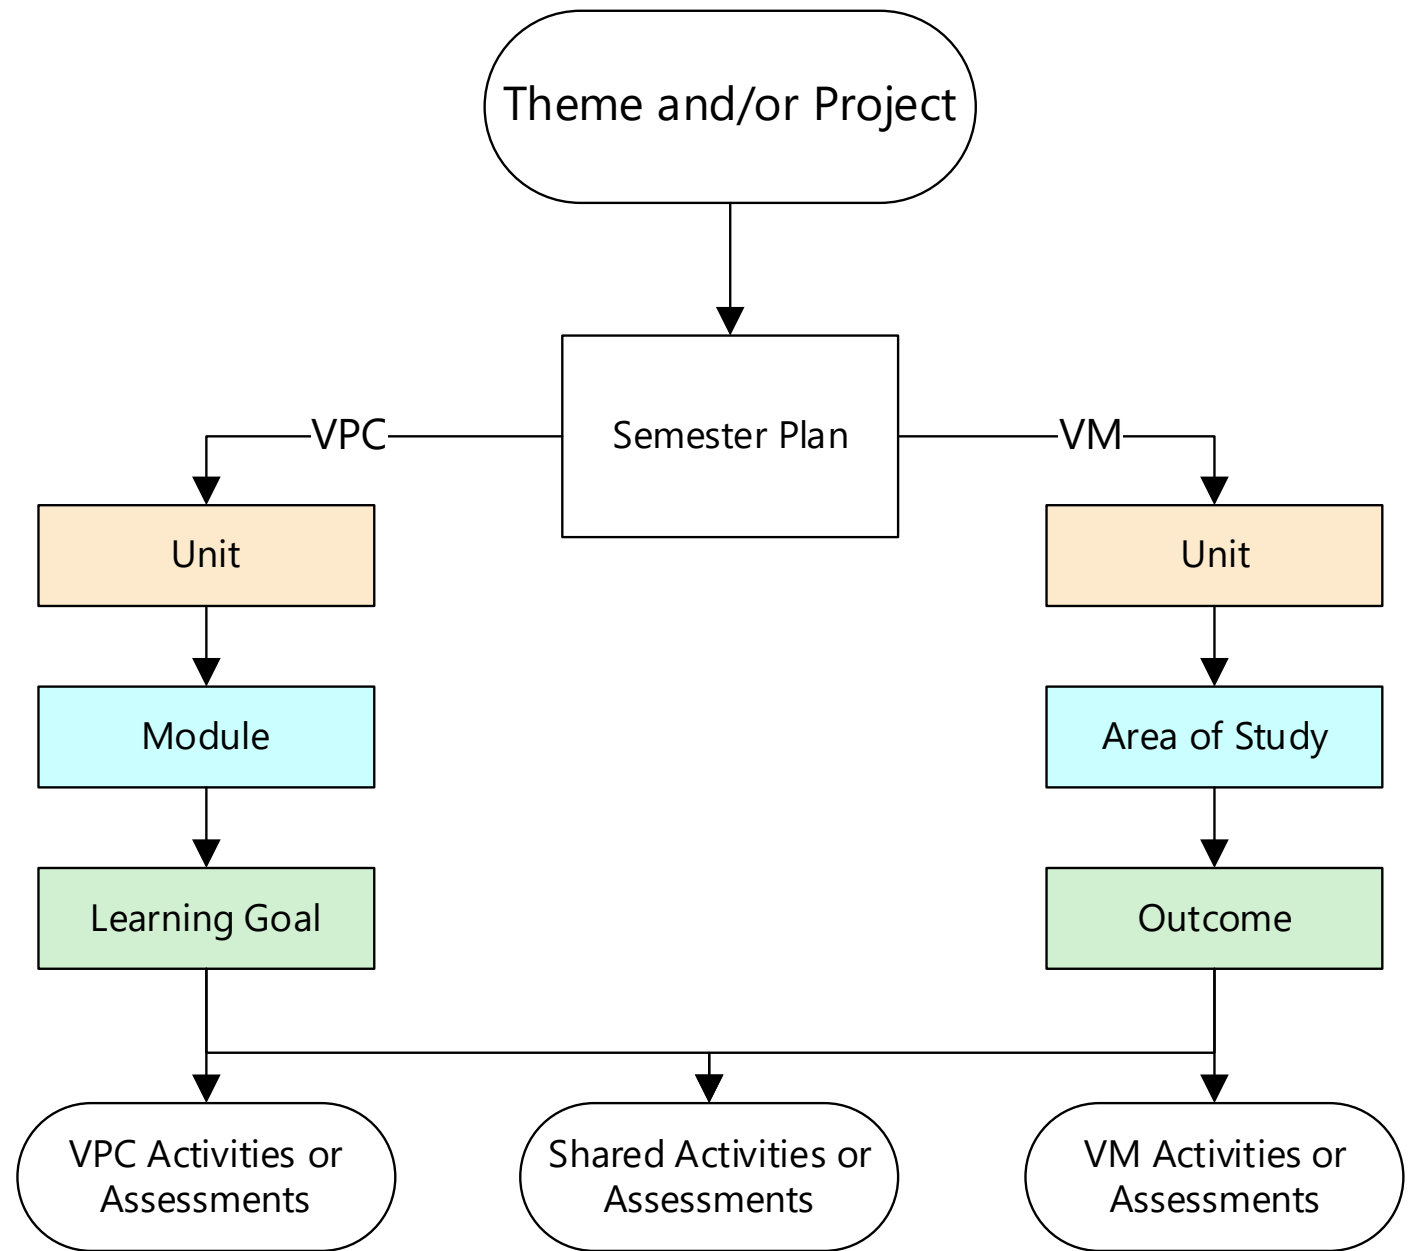 Theme and/or Project
Semester Plan
VPC
VM
Unit
Unit
Module
Area of Study
Learning Goal
Outcome
VPC Activities or
Assessments
Shared Activities or
Assessments
VM Activities or
Assessments